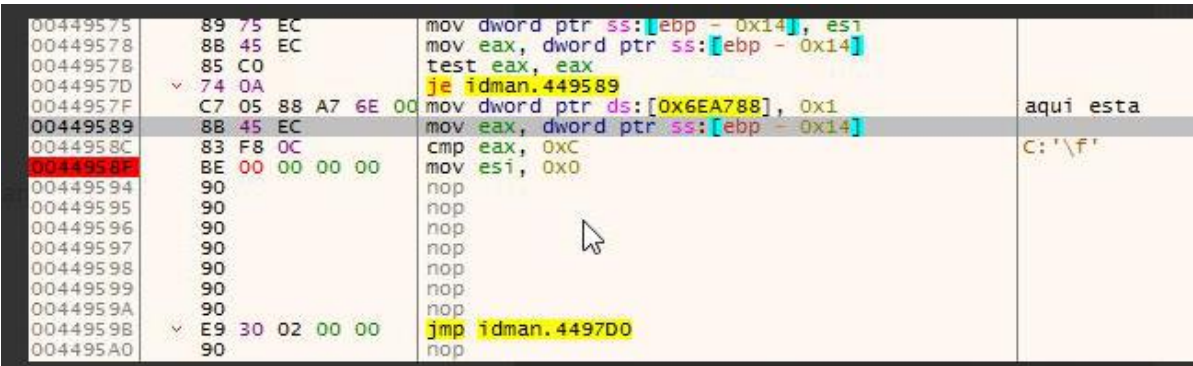 00449575 89 75 EC mov dword ptr ss:[ebp - 0x14], esi
00449578 8B 45 EC mov eax, dword ptr ss:[ebp - 0x14]
0044957B 85 C0 test eax, eax
0044957D 74 0A je idman.449589
0044957F C7 05 88 A7 6E 00 mov dword ptr ds:[0x6EA788], 0x1 aqui esta
00449589 8B 45 EC mov eax, dword ptr ss:[ebp - 0x14]
0044958C 83 F8 0C cmp eax, 0xC C:'\f'
0044958F BE 00 00 00 00 mov esi, 0x0
00449594 90 nop
00449595 90 nop
00449596 90 nop
00449597 90 nop
00449598 90 nop
00449599 90 nop
0044959A 90 nop
0044959B E9 30 02 00 00 jmp idman.4497D0
004495A0 90 nop